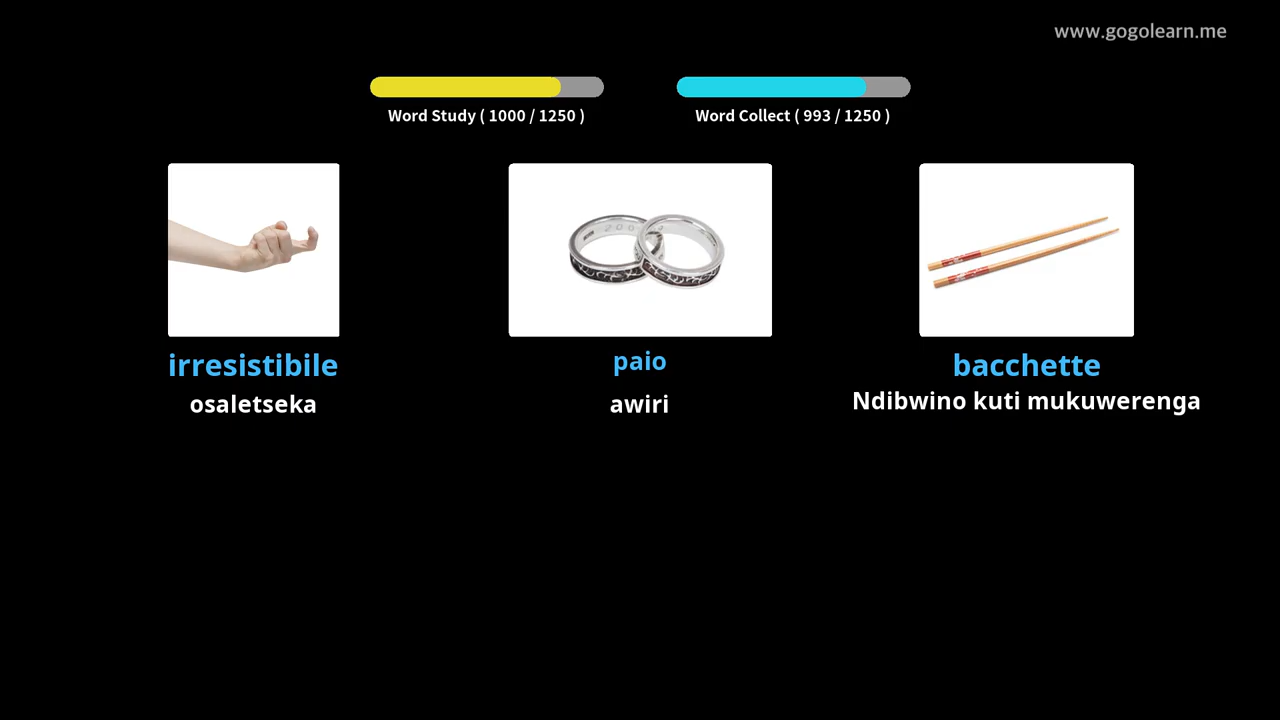 www.gogolearn.me
Word Study ( 1000 / 1250 )
Word Collect ( 993 / 1250 )
irresistibile
paio
bacchette
osaletseka
awiri
Ndibwino kuti mukuwerenga